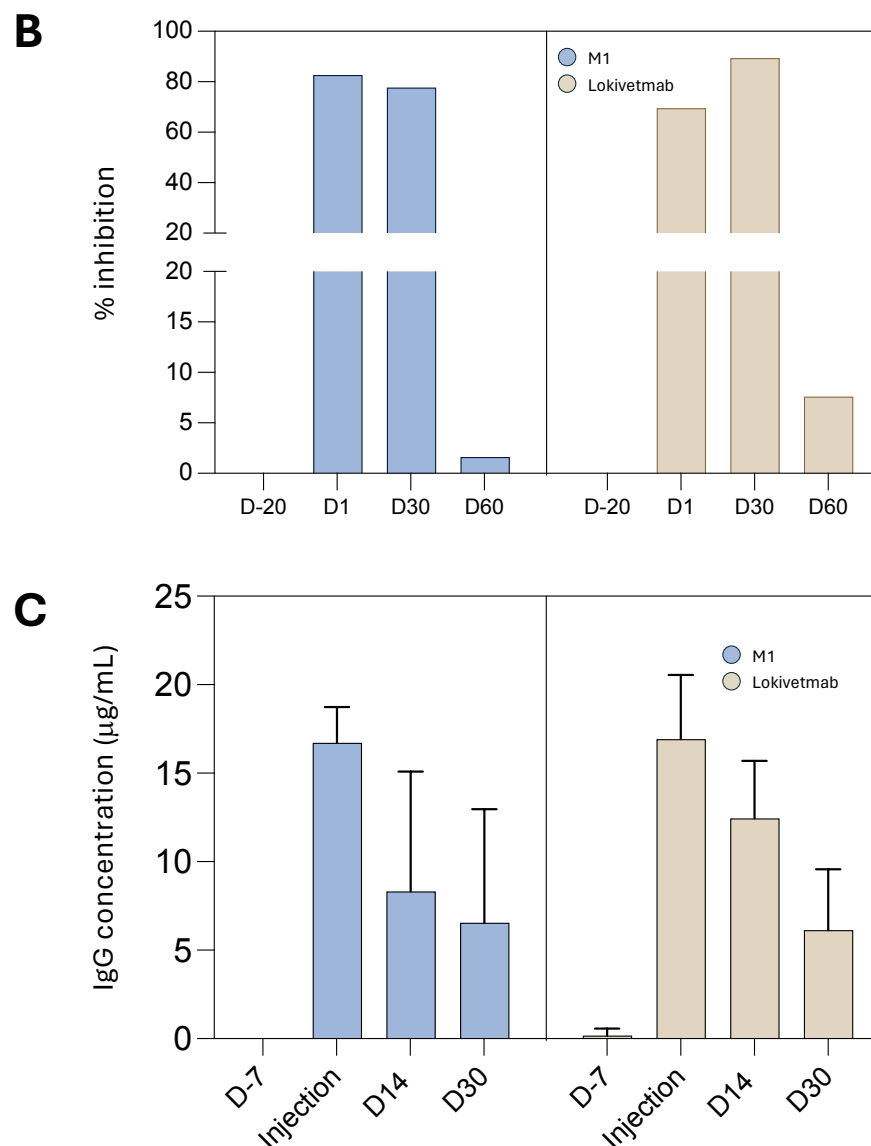 B
% inhibition
100
80
60
40
20
20
15
10
5
0
M1
Lokivetmab
D-20 D1 D30 D60 D-20 D1 D30 D60
C
IgG concentration (µg/mL)
25
20
15
10
5
0
M1
Lokivetmab
D-7 Injection D14 D30 D-7 Injection D14 D30